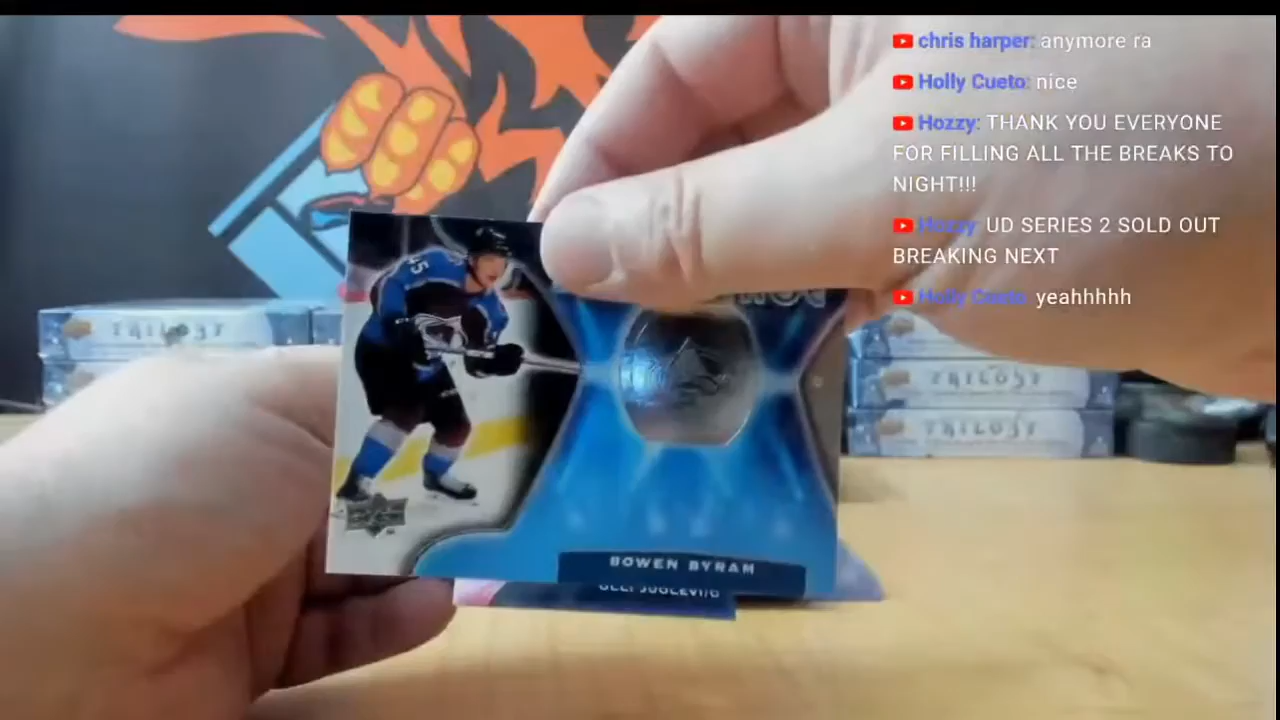 chris harper: anymore ra
Holly Cueto: nice
Hozzy: THANK YOU EVERYONE
FOR FILLING ALL THE BREAKS TO
NIGHT!!!
Hozzy: UD SERIES 2 SOLD OUT
BREAKING NEXT
Holly Cueto: yeahhhhh
TRILOGY
TRILOGY
TRILOGY
45
BOWEN BYRAM